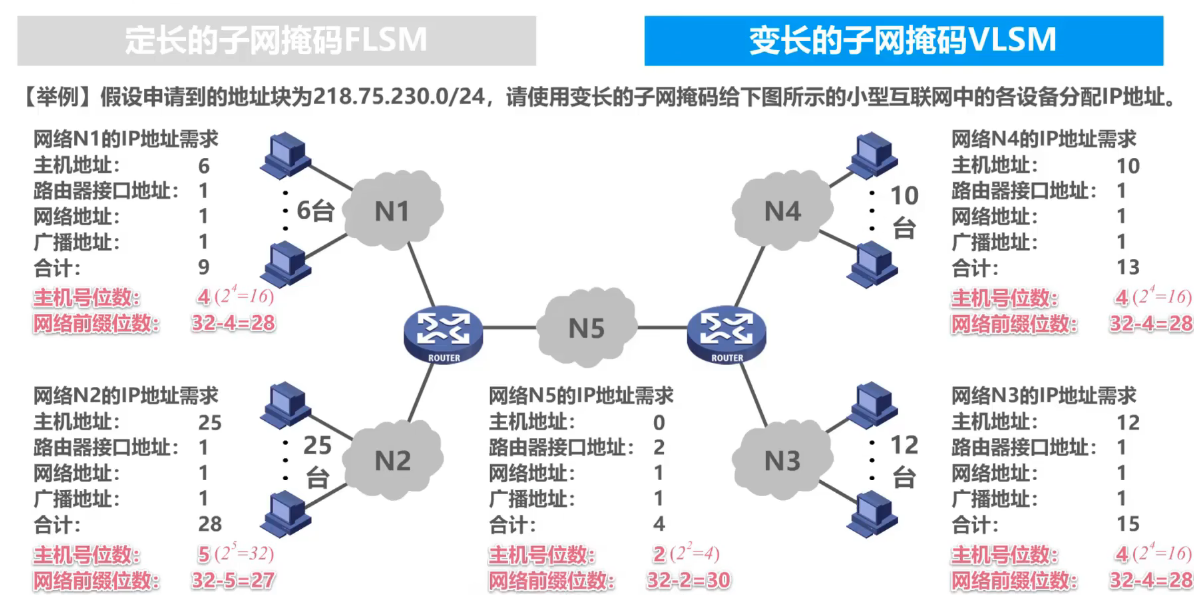 定长的子网掩码FLSM
变长的子网掩码VLSM
【举例】假设申请到的地址块为218.75.230.0/24，请使用变长的子网掩码给下图所示的小型互联网中的各设备分配IP地址。
网络N1的IP地址需求
主机地址： 6
路由器接口地址： 1
网络地址： 1
广播地址： 1
合计： 9
主机号位数： 4 (2^4=16)
网络前缀位数： 32-4=28
6台
N1
N4
10
台
网络N4的IP地址需求
主机地址： 10
路由器接口地址： 1
网络地址： 1
广播地址： 1
合计： 13
主机号位数： 4 (2^4=16)
网络前缀位数： 32-4=28
ROUTER
N5
ROUTER
网络N2的IP地址需求
主机地址： 25
路由器接口地址： 1
网络地址： 1
广播地址： 1
合计： 28
主机号位数： 5 (2^5=32)
网络前缀位数： 32-5=27
25
台
N2
网络N5的IP地址需求
主机地址： 0
路由器接口地址： 2
网络地址： 1
广播地址： 1
合计： 4
主机号位数： 2 (2^2=4)
网络前缀位数： 32-2=30
N3
12
台
网络N3的IP地址需求
主机地址： 12
路由器接口地址： 1
网络地址： 1
广播地址： 1
合计： 15
主机号位数： 4 (2^4=16)
网络前缀位数： 32-4=28